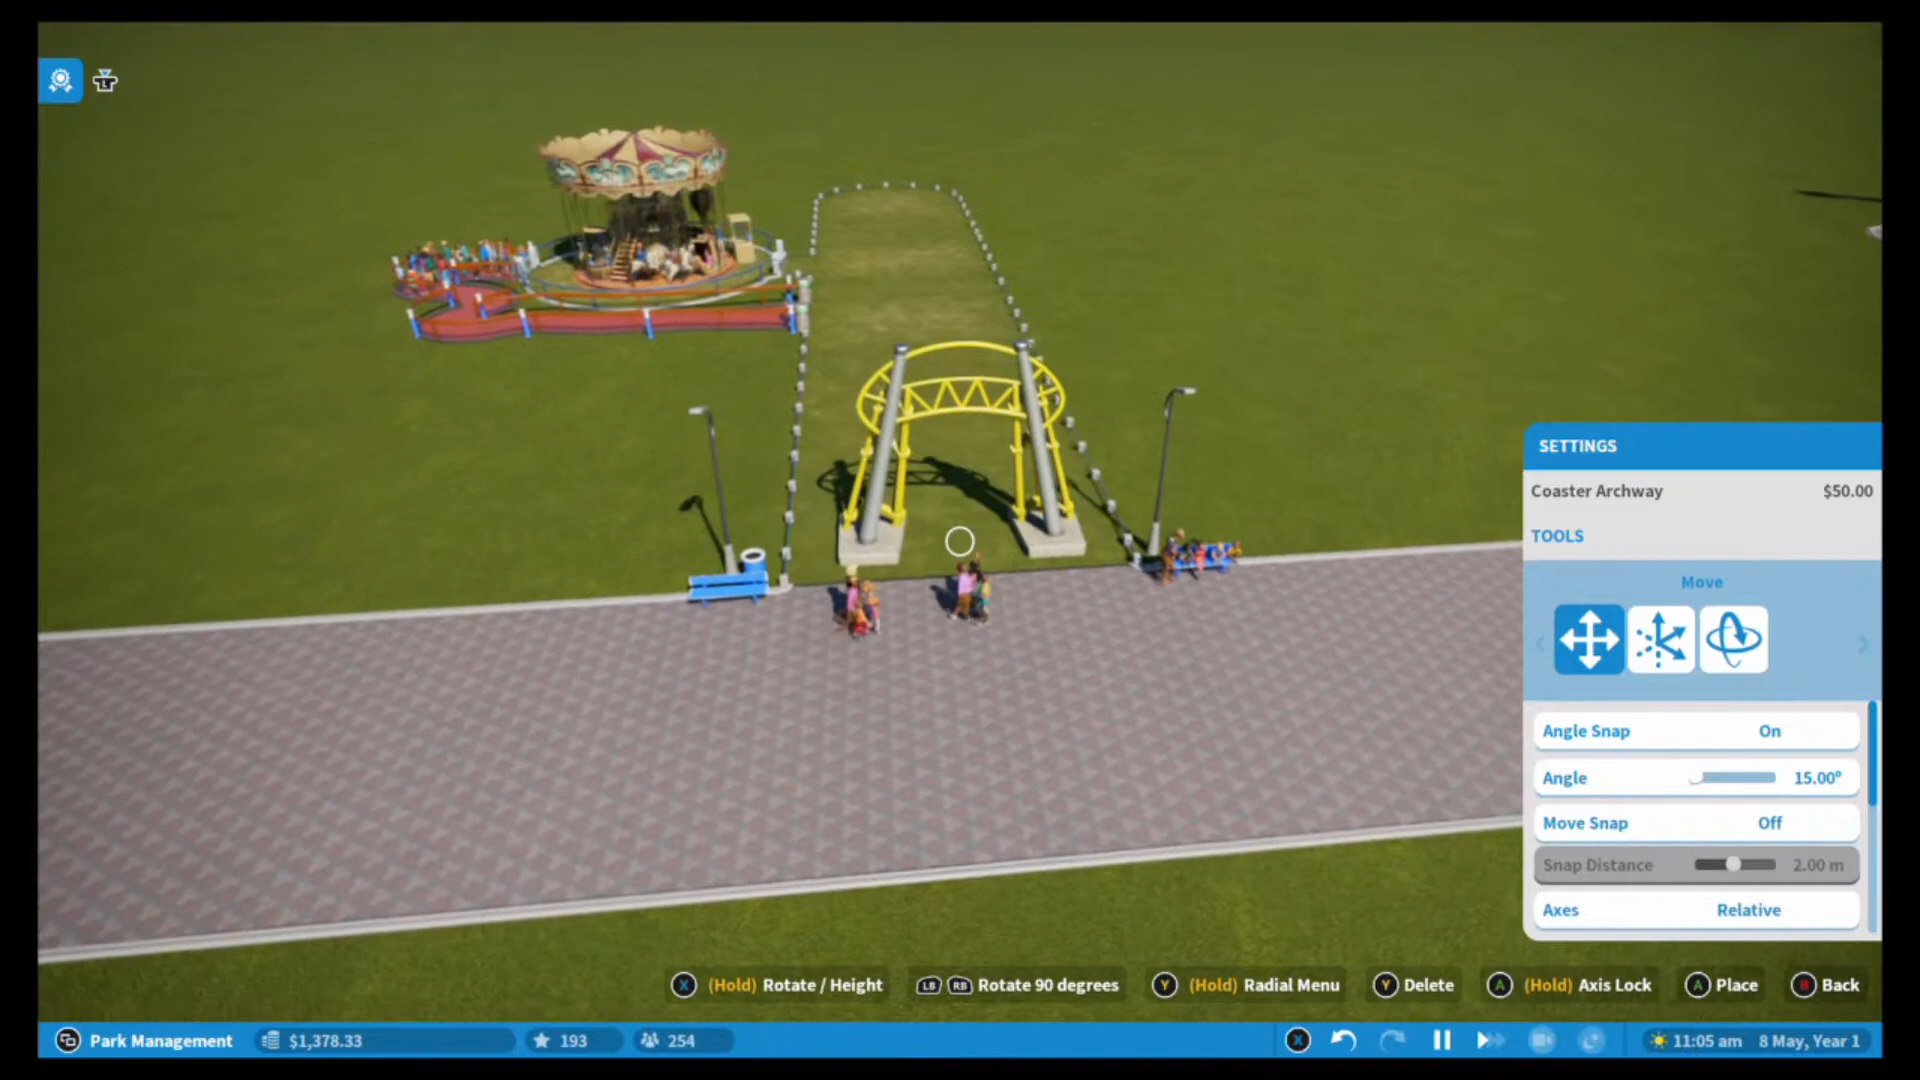 SETTINGS
Coaster Archway $50.00
TOOLS
Move
Angle Snap On
Angle 15.00°
Move Snap Off
Snap Distance 2.00 m
Axes Relative
X (Hold) Rotate / Height LB RB Rotate 90 degrees Y (Hold) Radial Menu Y Delete A (Hold) Axis Lock A Place B Back
Park Management $1,378.33 193 254 X 11:05 am 8 May, Year 1